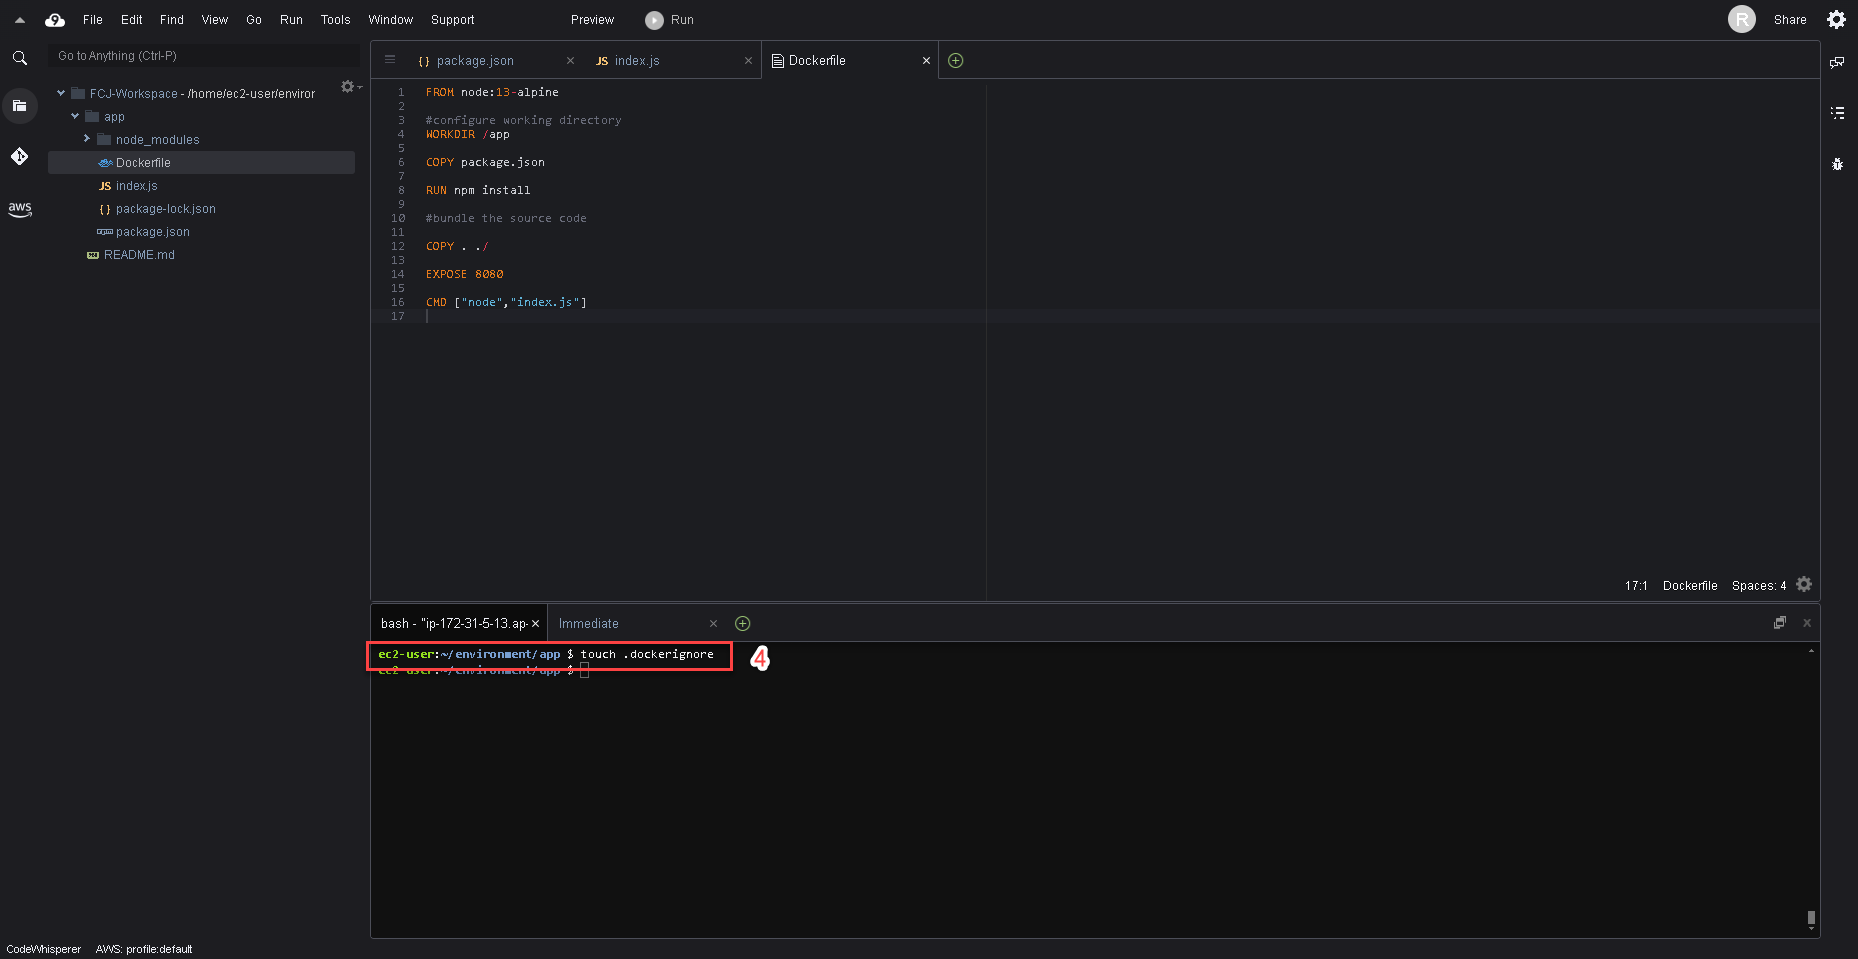 File Edit Find View Go Run Tools Window Support Preview Run R Share
Go to Anything (Ctrl-P)
FCJ-Workspace - /home/ec2-user/enviror
app
node_modules
Dockerfile
index.js
package-lock.json
package.json
README.md
aws
package.json index.js Dockerfile
1 FROM node:13-alpine
2
3 #configure working directory
4 WORKDIR /app
5
6 COPY package.json
7
8 RUN npm install
9
10 #bundle the source code
11
12 COPY . ./
13
14 EXPOSE 8080
15
16 CMD ["node","index.js"]
17
17:1 Dockerfile Spaces: 4
bash - "ip-172-31-5-13.ap- Immediate
ec2-user:~/environment/app $ touch .dockerignore
4
ec2-user:~/environment/app $
CodeWhisperer AWS: profile:default